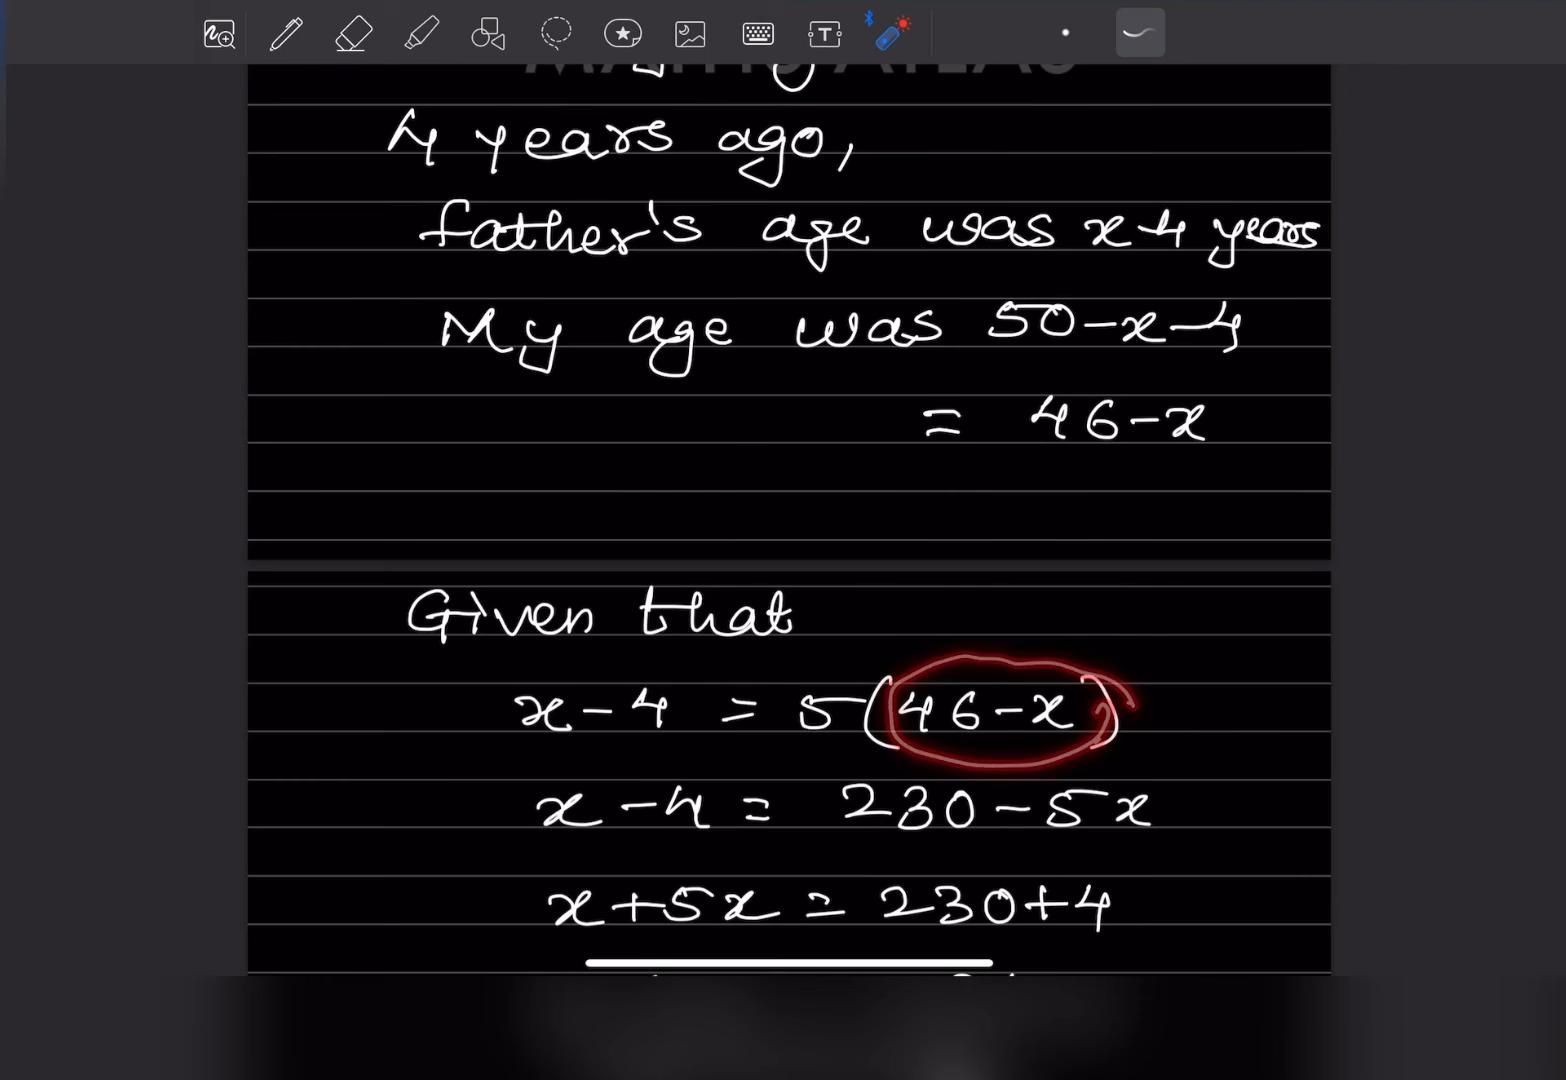 4 years ago,
father's age was x-4 years
My age was 50-x-4
= 46-x
Given that
x-4 = 5(46-x)
x-4 = 230-5x
x+5x = 230+4